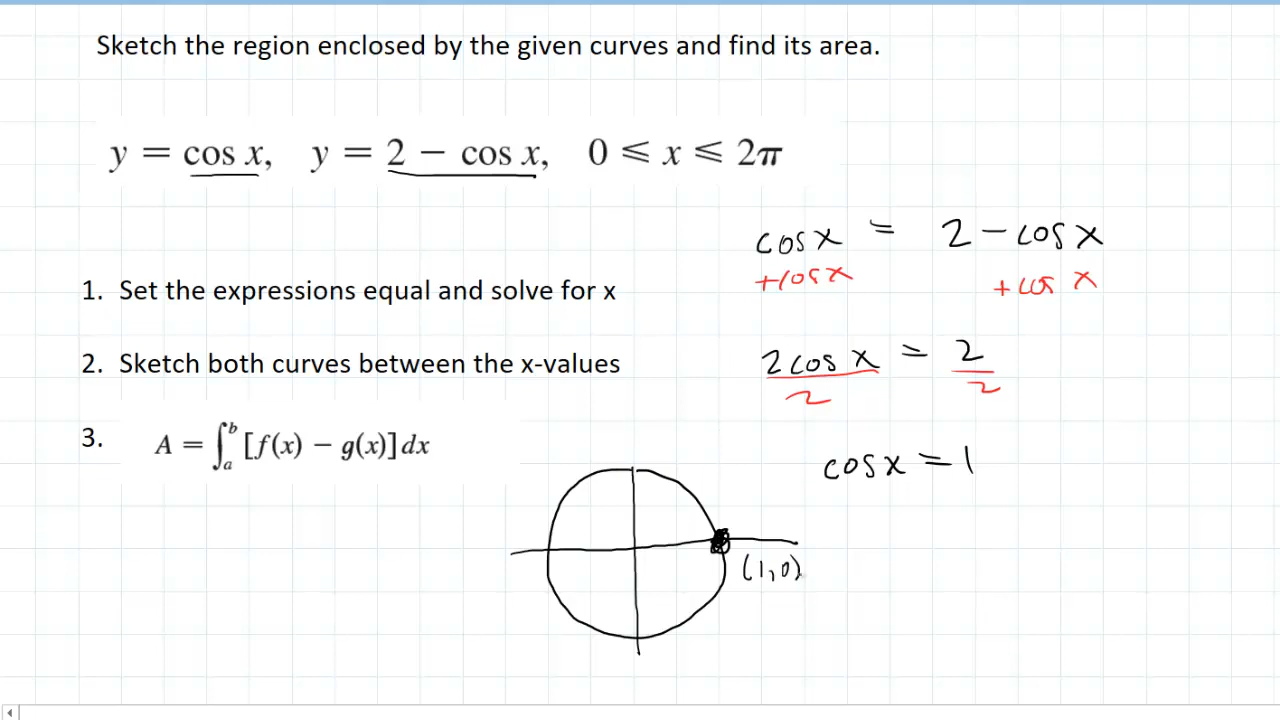 Sketch the region enclosed by the given curves and find its area.
y = cos x,   y = 2 − cos x,   0 ⩽ x ⩽ 2π
cos x = 2 − cos x
+cos x   + cos x
1. Set the expressions equal and solve for x
2 cos x = 2
2   2
2. Sketch both curves between the x-values
3. A = ∫ₐᵇ [f(x) − g(x)] dx
cos x = 1
(1,0)